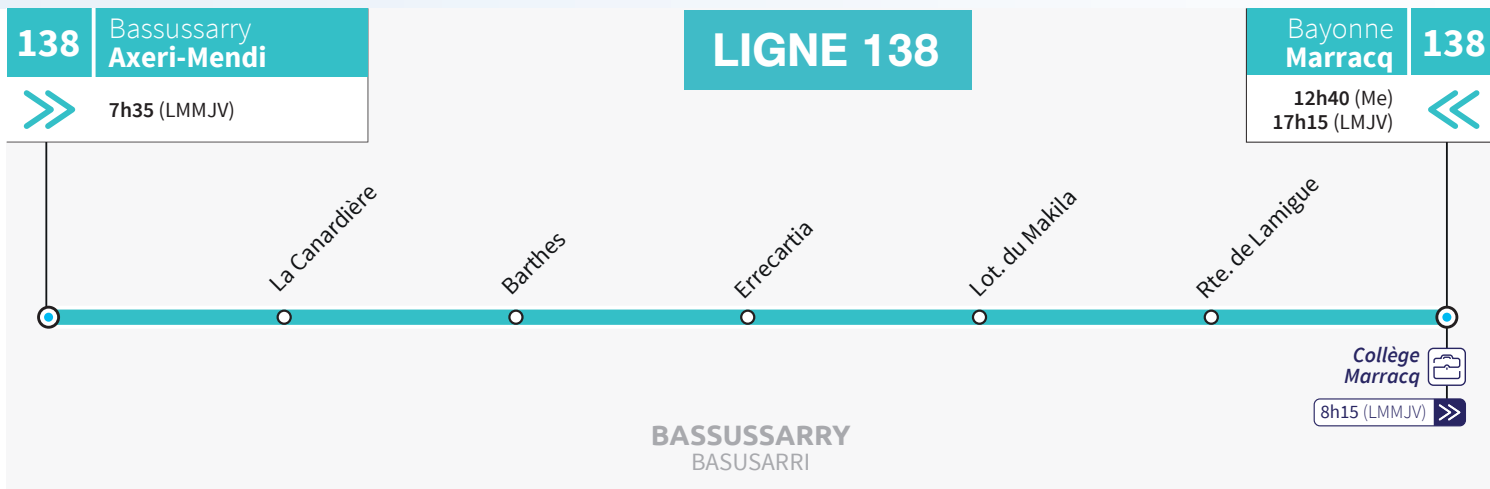 138
Bassussarry
Axeri-Mendi
7h35 (LMMJV)
LIGNE 138
Bayonne
Marracq
138
12h40 (Me)
17h15 (LMJV)
La Canardière
Barthes
Errecartia
Lot. du Makila
Rte. de Lamigue
Collège
Marracq
8h15 (LMMJV)
BASSUSSARRY
BASUSARRI